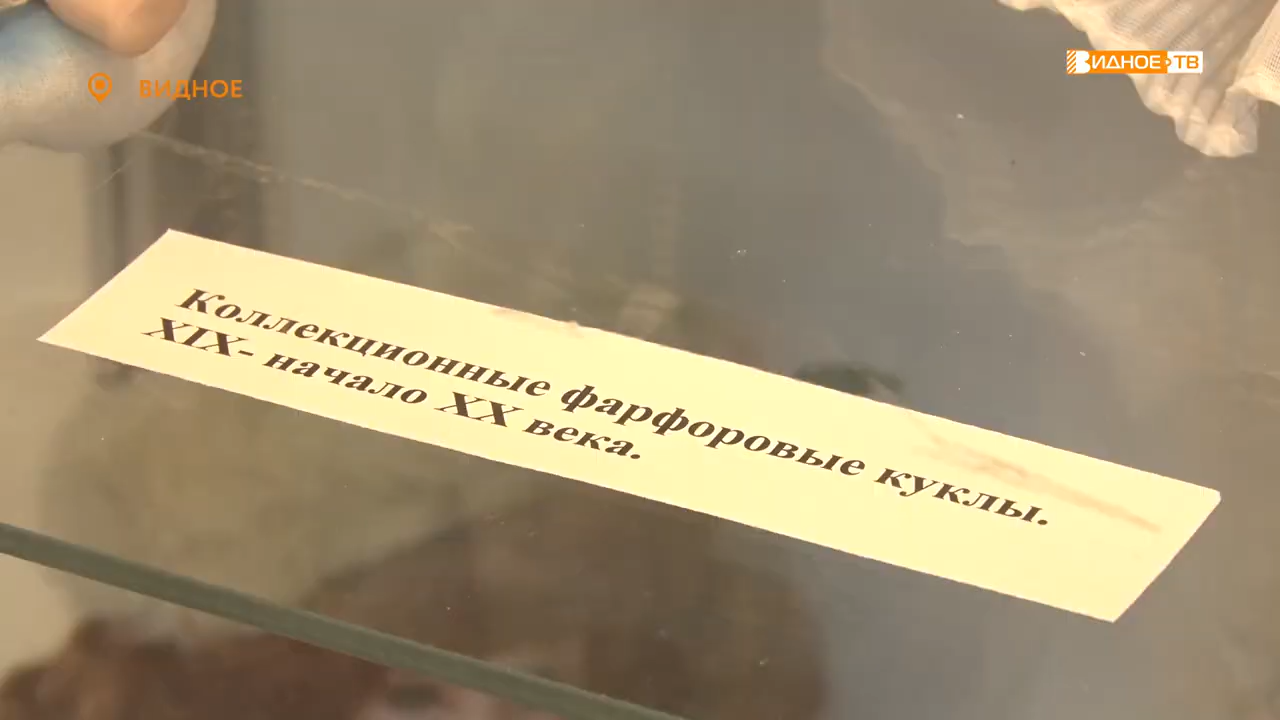 ВИДНОЕ
ВИДНОЕ ТВ
Коллекционные фарфоровые куклы.
XIX- начало XX века.